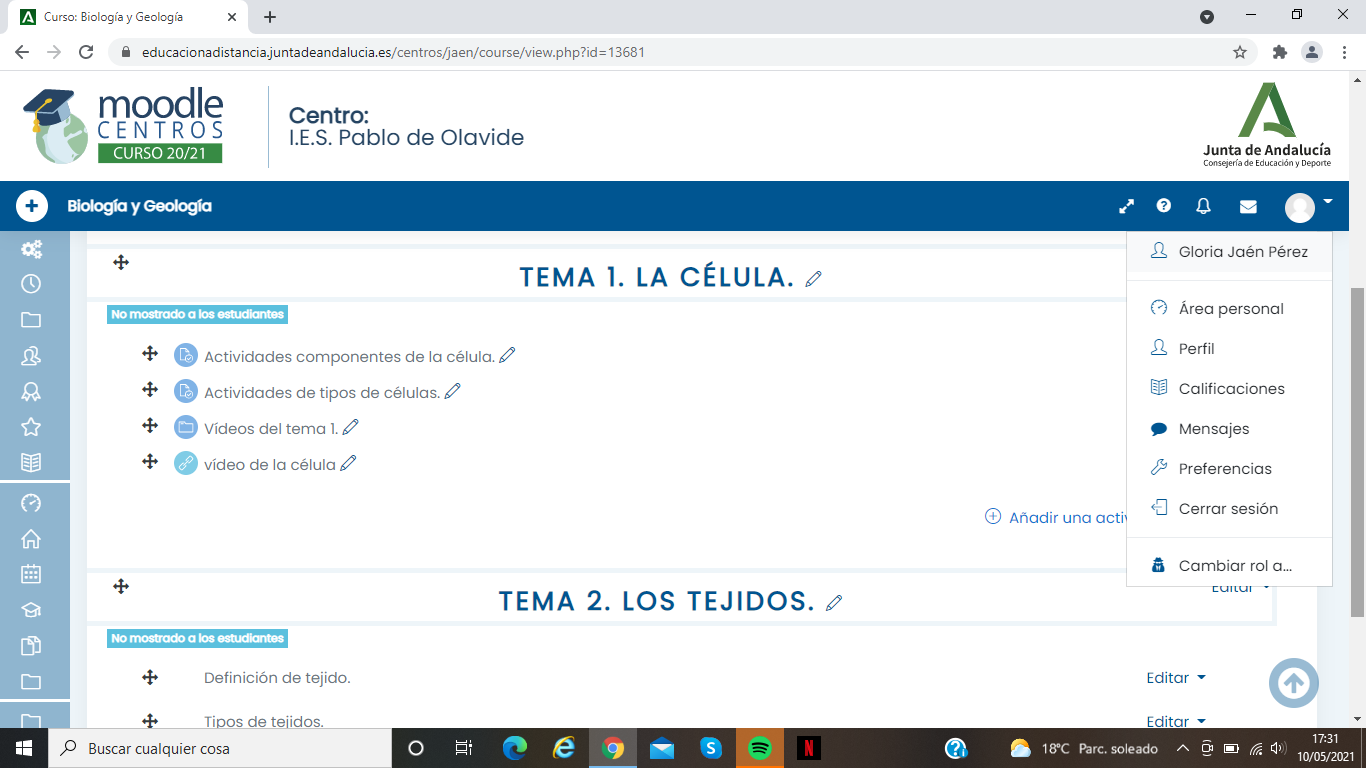 Curso: Biología y Geología
educacionadistancia.juntadeandalucia.es/centros/jaen/course/view.php?id=13681
moodle
CENTROS
CURSO 20/21
Centro:
I.E.S. Pablo de Olavide
Junta de Andalucía
Consejería de Educación y Deporte
Biología y Geología
Gloria Jaén Pérez
Área personal
Perfil
Calificaciones
Mensajes
Preferencias
Cerrar sesión
Cambiar rol a...
TEMA 1. LA CÉLULA.
No mostrado a los estudiantes
Actividades componentes de la célula.
Actividades de tipos de células.
Vídeos del tema 1.
vídeo de la célula
Añadir una activ
Editar
TEMA 2. LOS TEJIDOS.
No mostrado a los estudiantes
Definición de tejido. Editar
Tipos de tejidos. Editar
Buscar cualquier cosa
18°C Parc. soleado
17:31
10/05/2021